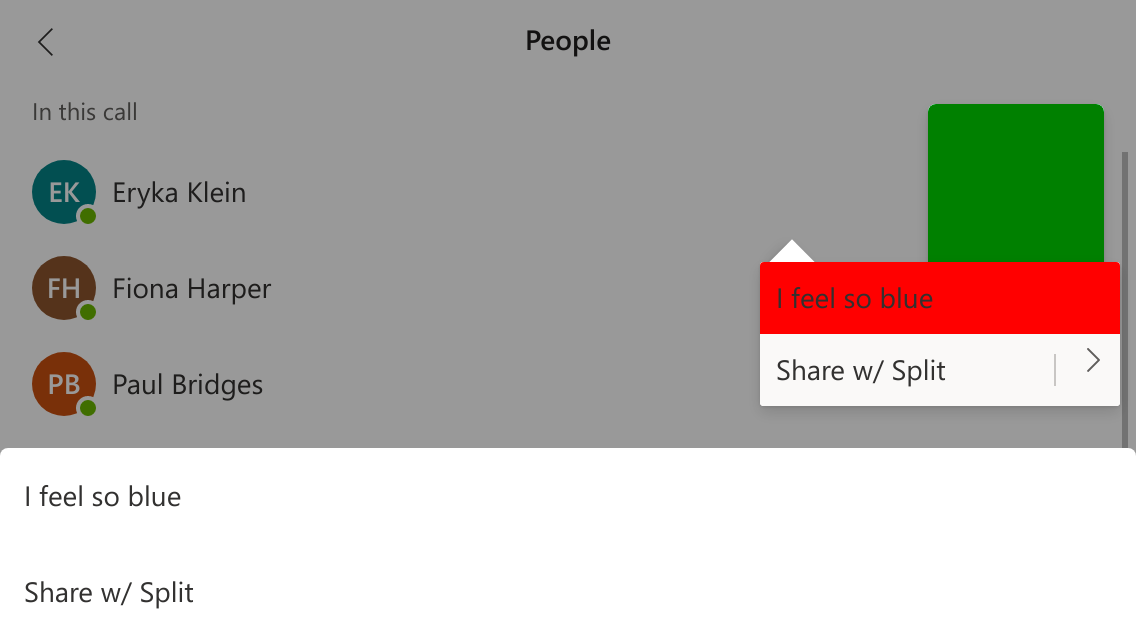 People
In this call
EK
Eryka Klein
FH
Fiona Harper
I feel so blue
PB
Paul Bridges
Share w/ Split
I feel so blue
Share w/ Split